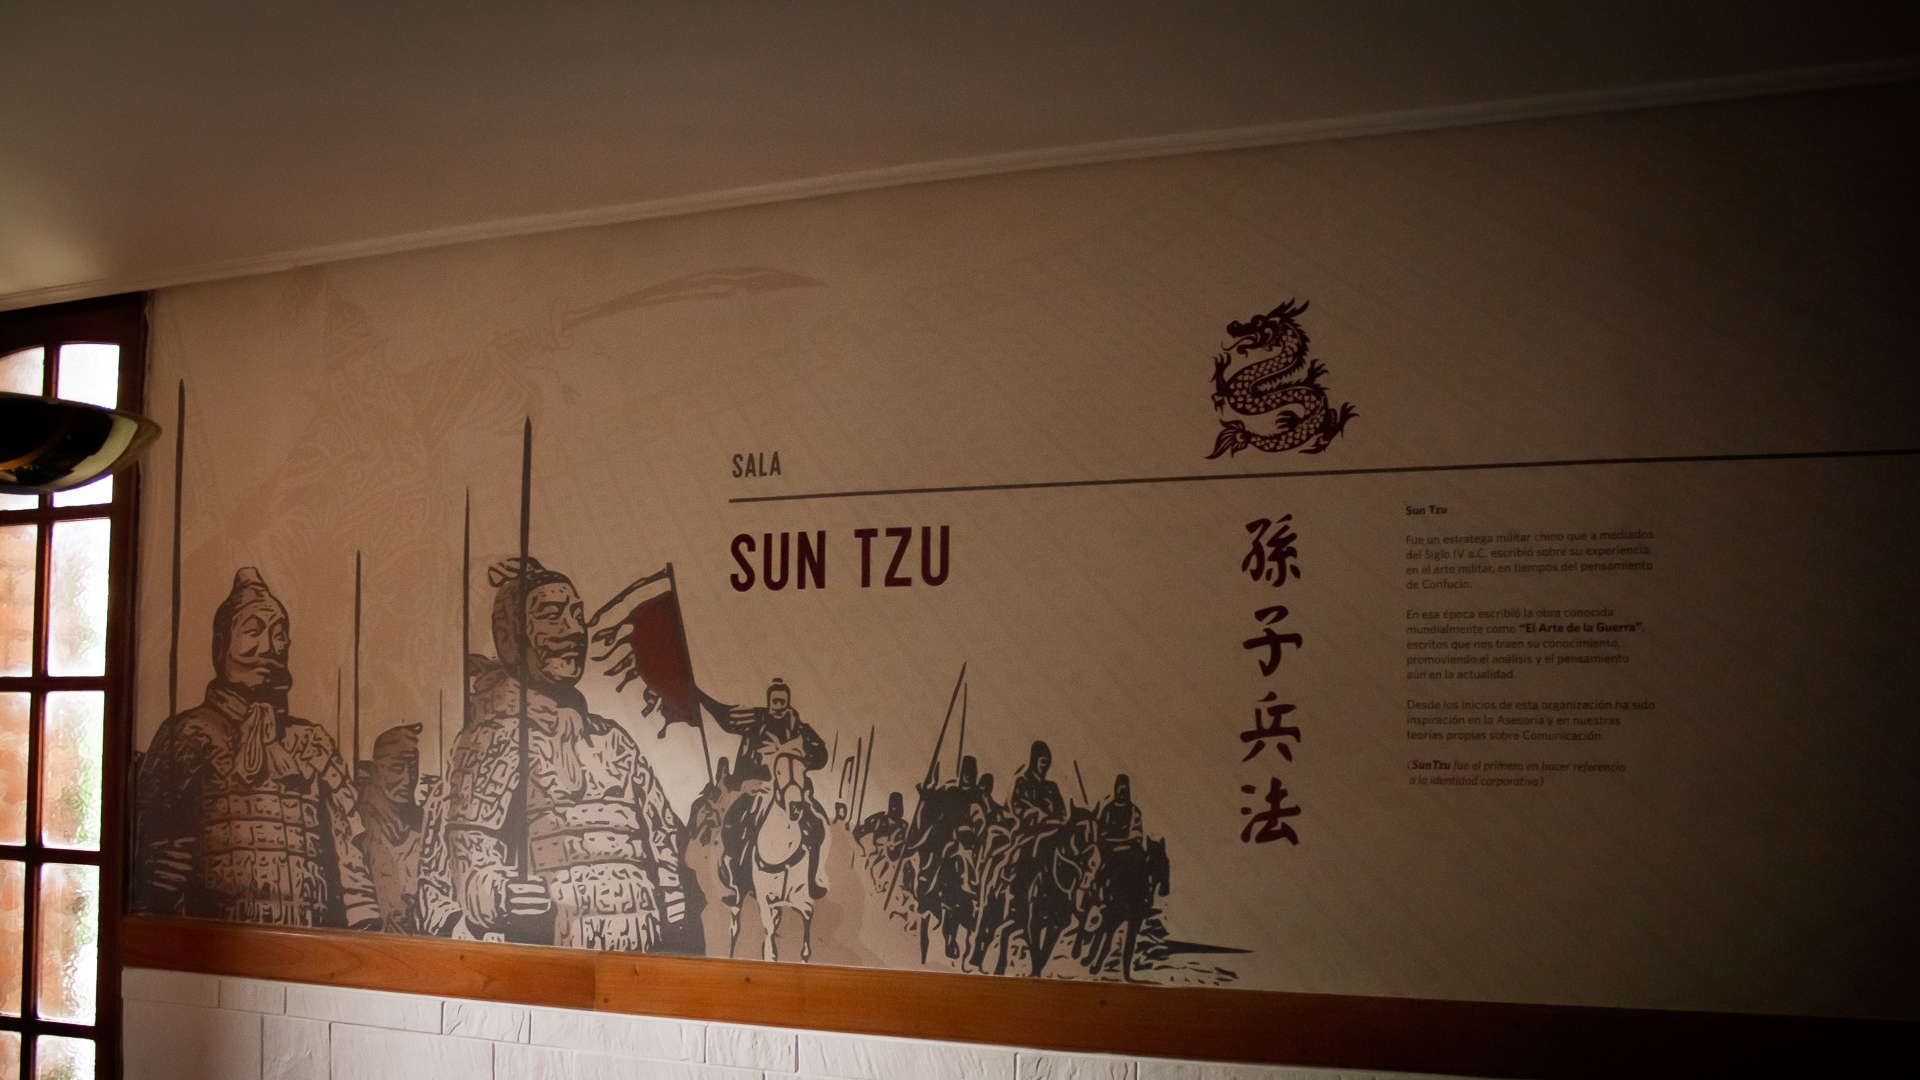 SALA
SUN TZU
孫
子
兵
法
Sun Tzu
Fue un estratega militar chino que a mediados
del Siglo IV a.C. escribió sobre su experiencia
en el arte militar, en tiempos del pensamiento
de Confucio.
En esa época escribió la obra conocida
mundialmente como “El Arte de la Guerra”,
escritos que nos traen su conocimiento,
promoviendo el análisis y el pensamiento
aún en la actualidad.
Desde los inicios de esta organización ha sido
inspiración en la Asesoría y en nuestras
teorías propias sobre Comunicación.
(Sun Tzu fue el primero en hacer referencia
a la identidad corporativa)